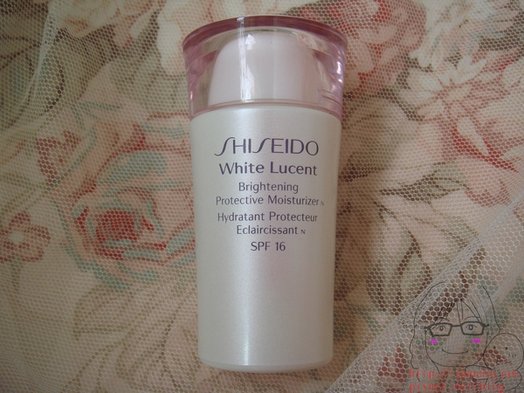 SHISEIDO
White Lucent
Brightening
Protective Moisturizer N
Hydratant Protecteur
Eclaircissant N
SPF 16